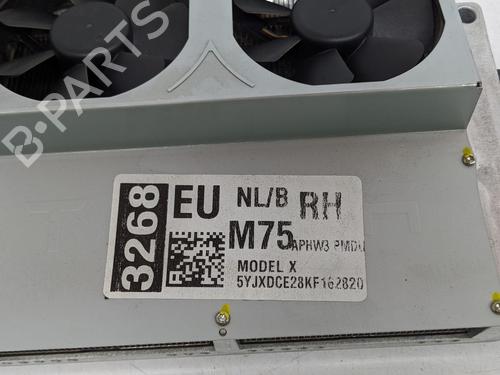 B-PARTS
3268
EU NL/B RH
M75 APHW3 PMDU
MODEL X
5YJXDCE28KF162820